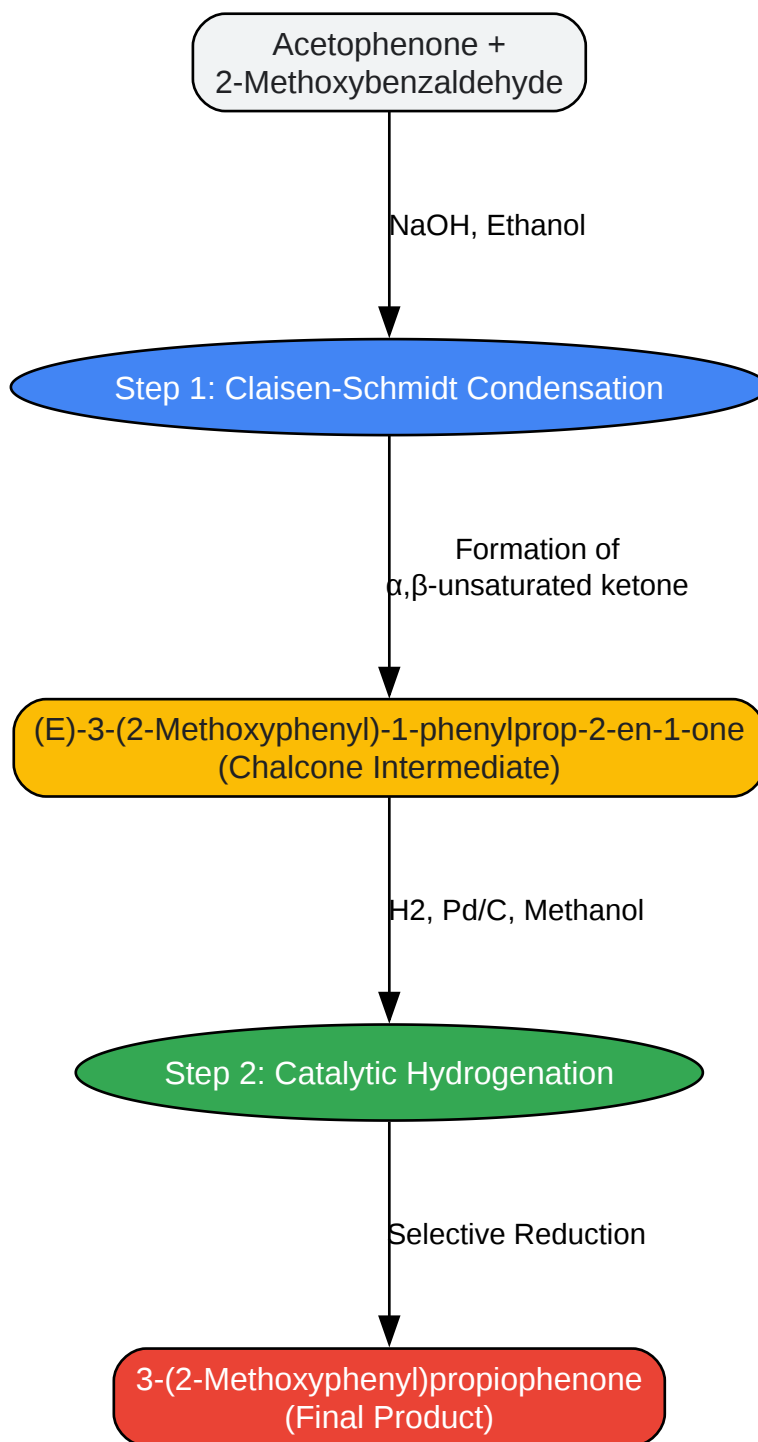 Acetophenone +
2-Methoxybenzaldehyde
NaOH, Ethanol
Step 1: Claisen-Schmidt Condensation
Formation of
α,β-unsaturated ketone
(E)-3-(2-Methoxyphenyl)-1-phenylprop-2-en-1-one
(Chalcone Intermediate)
H2, Pd/C, Methanol
Step 2: Catalytic Hydrogenation
Selective Reduction
3-(2-Methoxyphenyl)propiophenone
(Final Product)